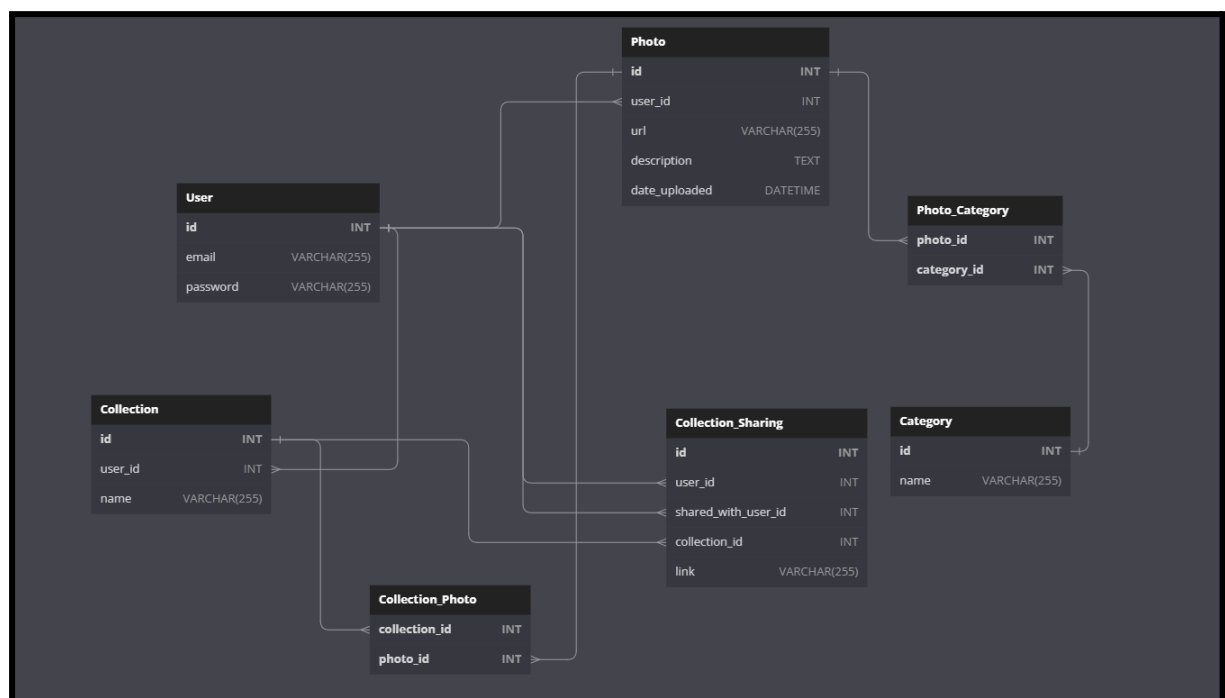 Photo
id INT
user_id INT
url VARCHAR(255)
description TEXT
date_uploaded DATETIME
User
id INT
email VARCHAR(255)
password VARCHAR(255)
Photo_Category
photo_id INT
category_id INT
Collection
id INT
user_id INT
name VARCHAR(255)
Collection_Sharing
id INT
user_id INT
shared_with_user_id INT
collection_id INT
link VARCHAR(255)
Category
id INT
name VARCHAR(255)
Collection_Photo
collection_id INT
photo_id INT